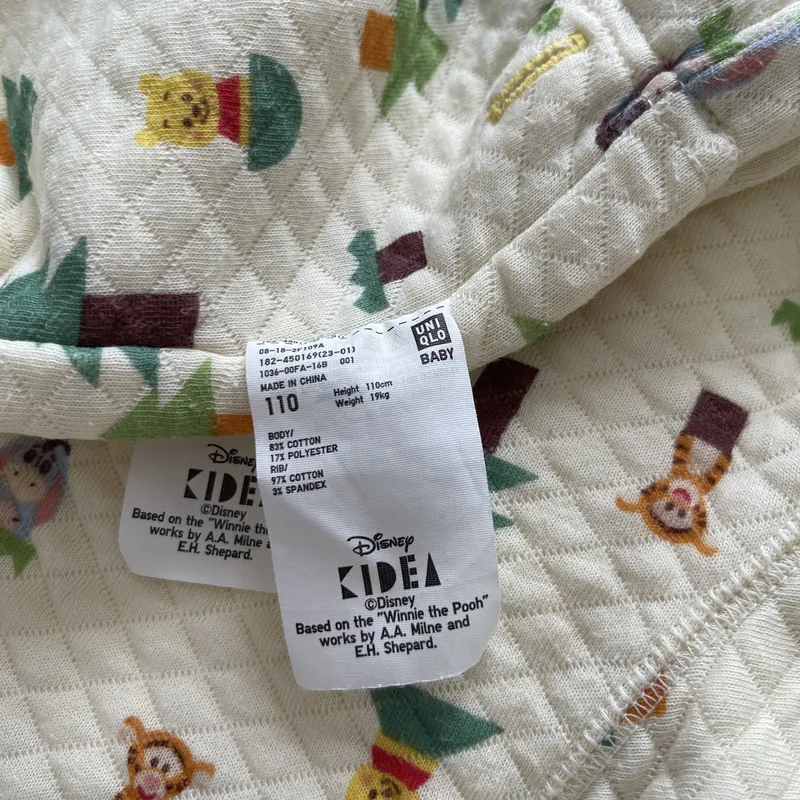 08-18-2F109A
182-450169(23-01)
1036-00FA-16B 001
MADE IN CHINA
110
Height 110cm
Weight 19kg
UNI
QLO
BABY
BODY/
83% COTTON
17% POLYESTER
RIB/
97% COTTON
3% SPANDEX
Disney
KIDEA
©Disney
Based on the "Winnie the Pooh"
works by A.A. Milne and
E.H. Shepard.
Disney
©Disney
Based on the "Winnie the
works by A.A. Milne
E.H. Shepard.